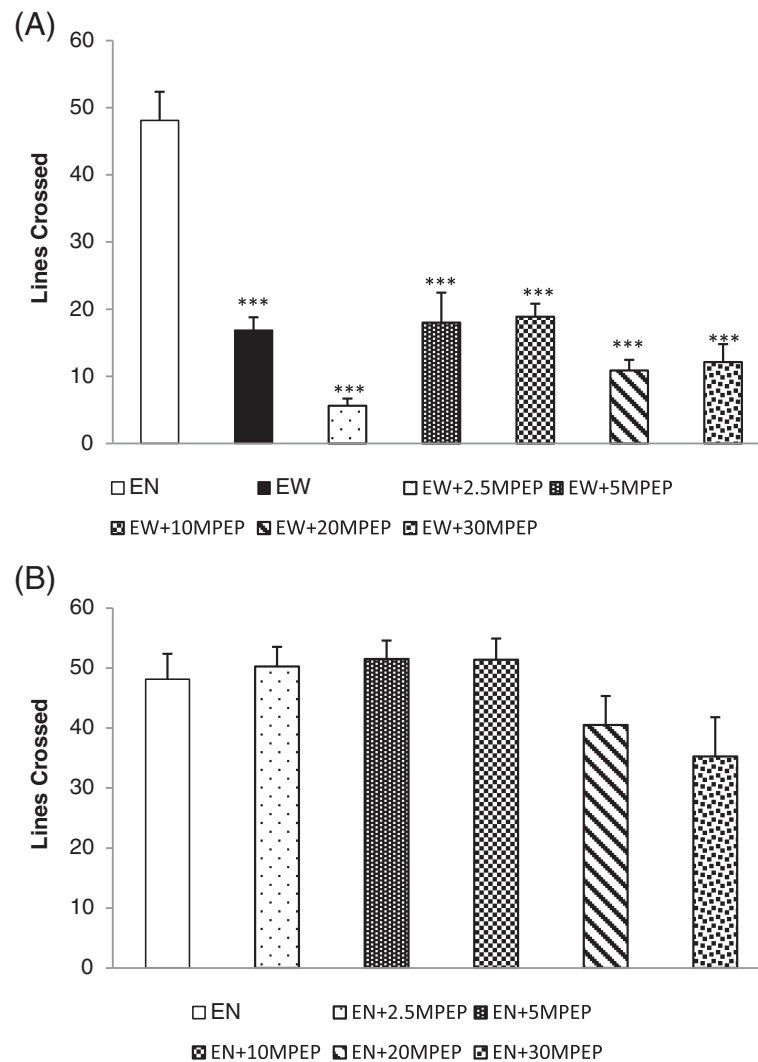 (A)
60
50
40
30
20
10
0
Lines Crossed
***
***
***
***
***
***
EN EW EW+2.5MPEP EW+5MPEP
EW+10MPEP EW+20MPEP EW+30MPEP
(B)
60
50
40
30
20
10
0
Lines Crossed
EN EN+2.5MPEP EN+5MPEP
EN+10MPEP EN+20MPEP EN+30MPEP